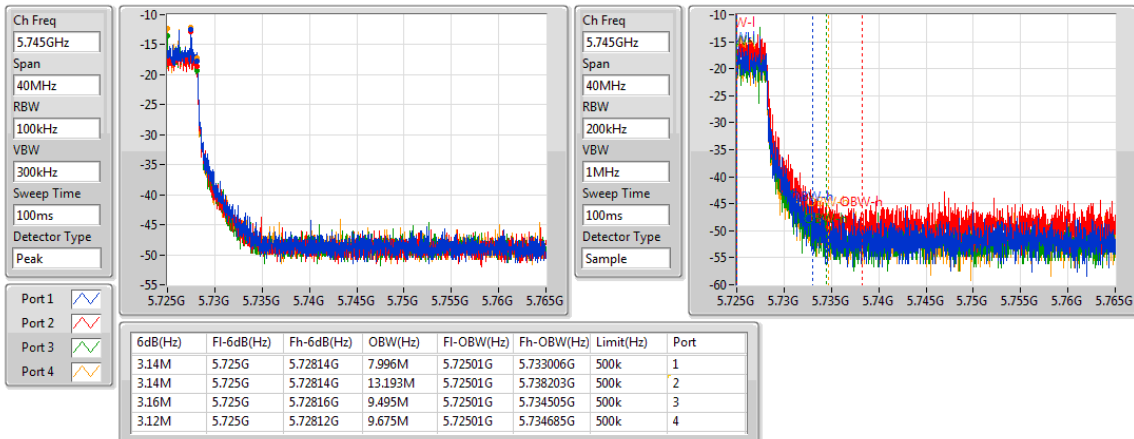 Ch Freq
5.745GHz
Span
40MHz
RBW
100kHz
VBW
300kHz
Sweep Time
100ms
Detector Type
Peak
-10
-15
-20
-25
-30
-35
-40
-45
-50
-55
5.725G 5.73G 5.735G 5.74G 5.745G 5.75G 5.755G 5.76G 5.765G
Ch Freq
5.745GHz
Span
40MHz
RBW
200kHz
VBW
1MHz
Sweep Time
100ms
Detector Type
Sample
-10
-15
-20
-25
-30
-35
-40
-45
-50
-55
-60
W-l
OBW-h
5.725G 5.73G 5.735G 5.74G 5.745G 5.75G 5.755G 5.76G 5.765G
Port 1
Port 2
Port 3
Port 4
6dB(Hz) Fl-6dB(Hz) Fh-6dB(Hz) OBW(Hz) Fl-OBW(Hz) Fh-OBW(Hz) Limit(Hz) Port
3.14M 5.725G 5.72814G 7.996M 5.72501G 5.733006G 500k 1
3.14M 5.725G 5.72814G 13.193M 5.72501G 5.738203G 500k 2
3.16M 5.725G 5.72816G 9.495M 5.72501G 5.734505G 500k 3
3.12M 5.725G 5.72812G 9.675M 5.72501G 5.734685G 500k 4